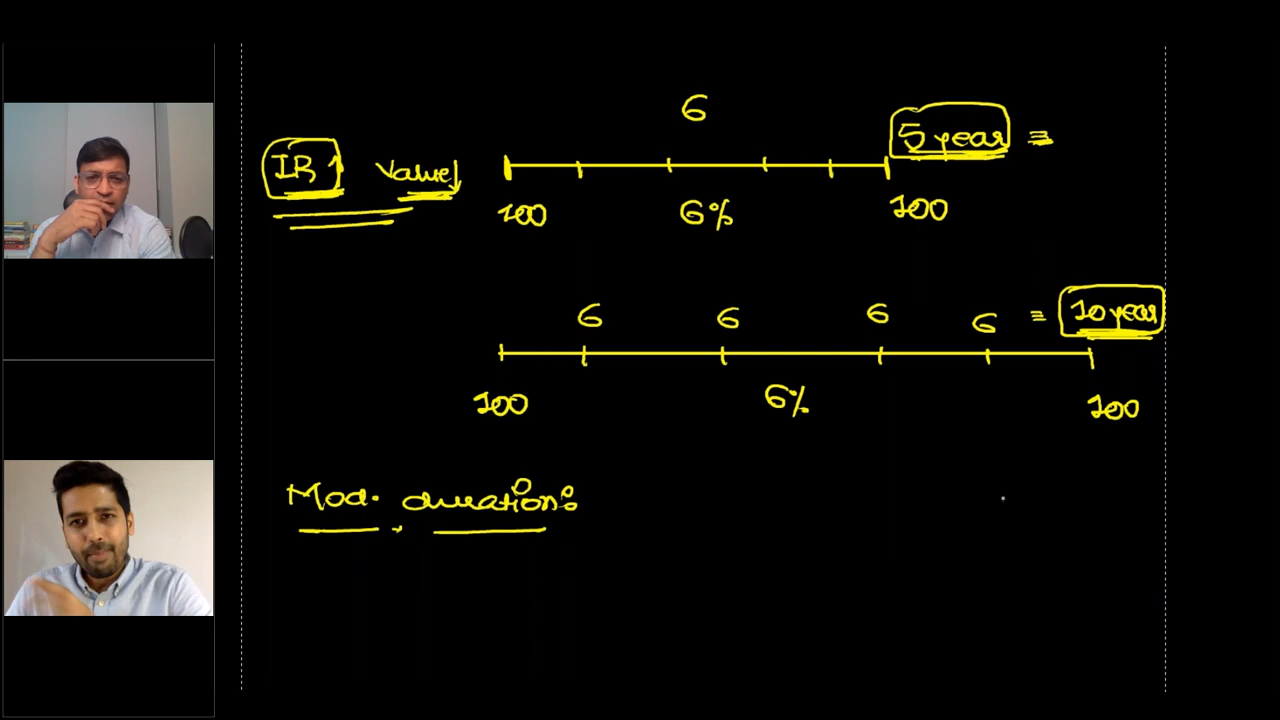 6
5 year ≡
IR↑ Value↓
100 6% 100
6 6 6 6 ≡ 10 year
100 6% 100
Mod. duration: